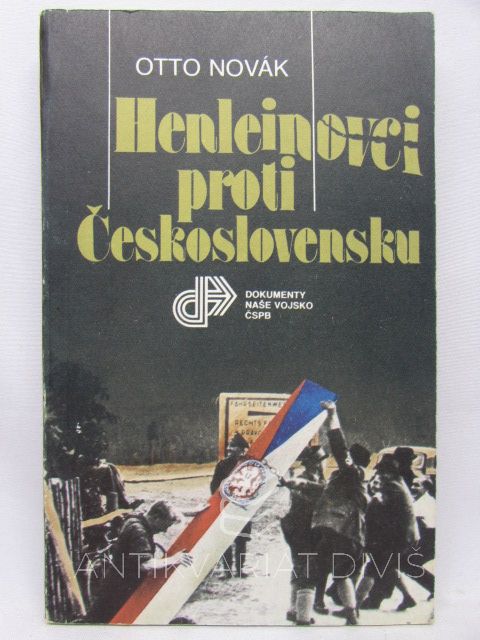 OTTO NOVÁK
Henleinovci
proti
Československu
DOKUMENTY
NAŠE VOJSKO
ČSPB
ANTIKVARIÁT DIVIŠ